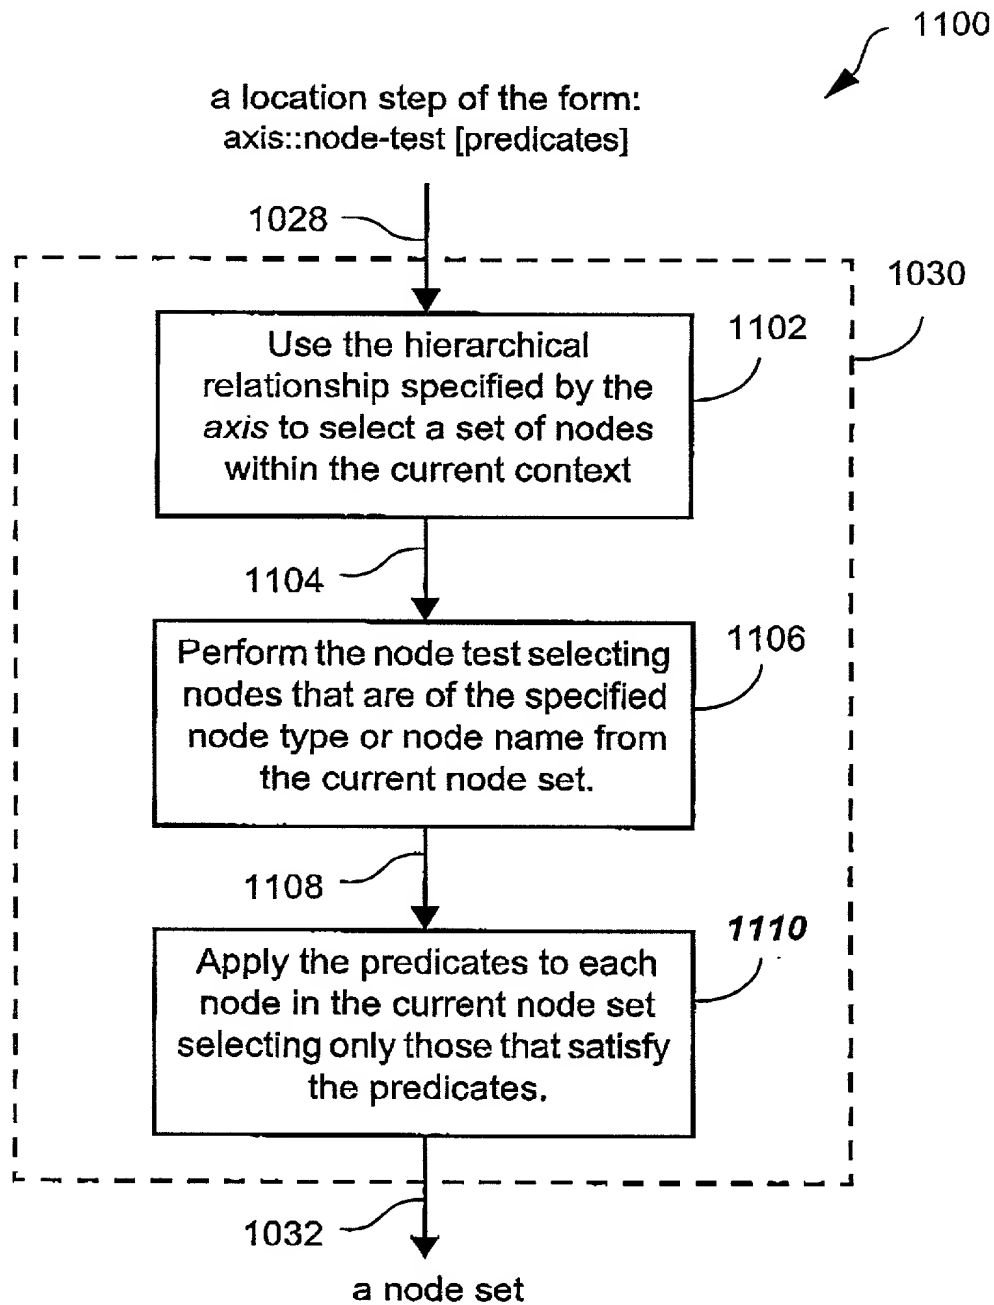 1100
a location step of the form:
axis::node-test [predicates]
1028
1030
1102
Use the hierarchical
relationship specified by the
axis to select a set of nodes
within the current context
1104
1106
Perform the node test selecting
nodes that are of the specified
node type or node name from
the current node set.
1108
1110
Apply the predicates to each
node in the current node set
selecting only those that satisfy
the predicates.
1032
a node set